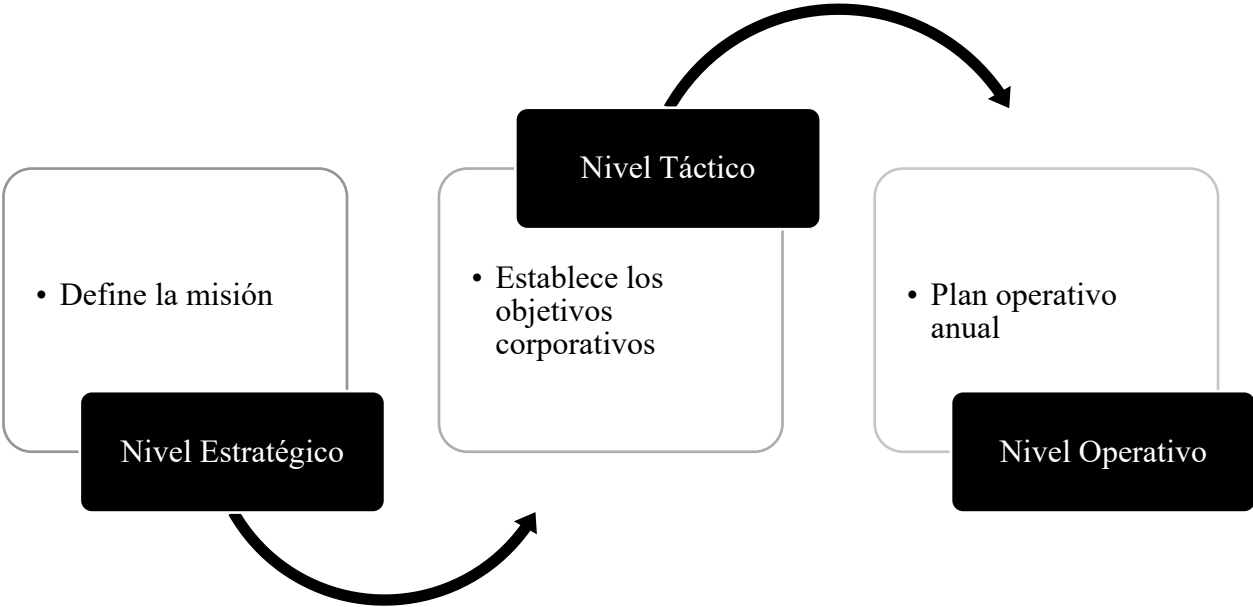 • Define la misión
Nivel Estratégico
Nivel Táctico
• Establece los
objetivos
corporativos
• Plan operativo
anual
Nivel Operativo